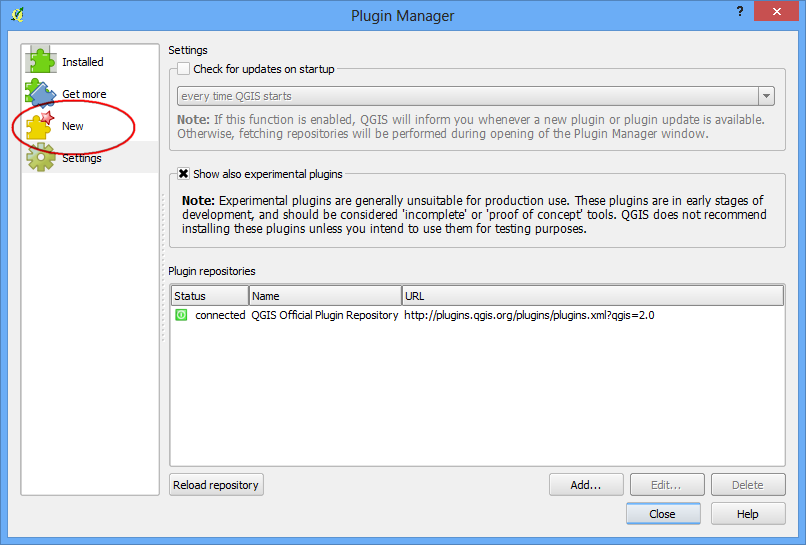 Plugin Manager
?
Installed
Get more
New
Settings
Settings
Check for updates on startup
every time QGIS starts
Note: If this function is enabled, QGIS will inform you whenever a new plugin or plugin update is available.
Otherwise, fetching repositories will be performed during opening of the Plugin Manager window.
Show also experimental plugins
Note: Experimental plugins are generally unsuitable for production use. These plugins are in early stages of
development, and should be considered 'incomplete' or 'proof of concept' tools. QGIS does not recommend
installing these plugins unless you intend to use them for testing purposes.
Plugin repositories
Status Name URL
connected QGIS Official Plugin Repository http://plugins.qgis.org/plugins/plugins.xml?qgis=2.0
Reload repository Add... Edit... Delete
Close Help